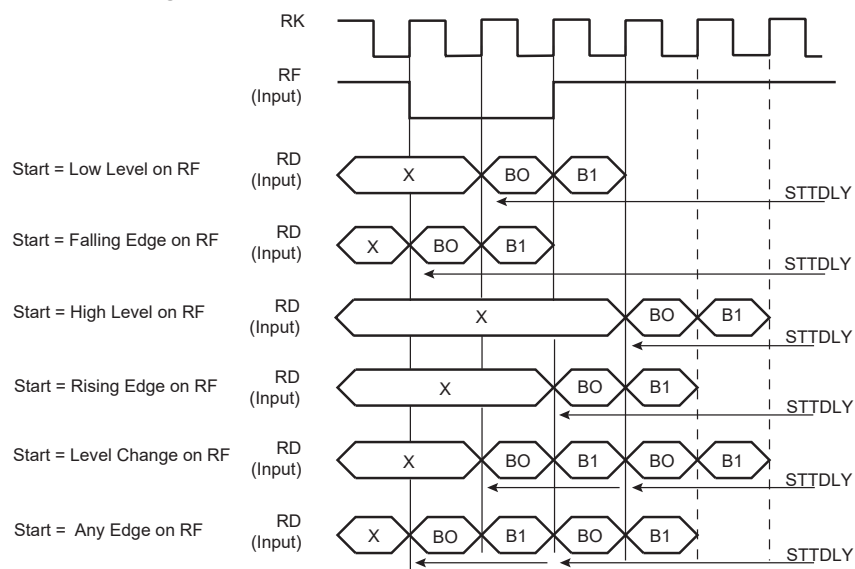 RK
RF
(Input)
Start = Low Level on RF
RD
(Input)
X
BO
B1
STTDLY
Start = Falling Edge on RF
RD
(Input)
X
BO
B1
STTDLY
Start = High Level on RF
RD
(Input)
X
BO
B1
STTDLY
Start = Rising Edge on RF
RD
(Input)
X
BO
B1
STTDLY
Start = Level Change on RF
RD
(Input)
X
BO
B1
BO
B1
STTDLY
Start = Any Edge on RF
RD
(Input)
X
BO
B1
BO
B1
STTDLY